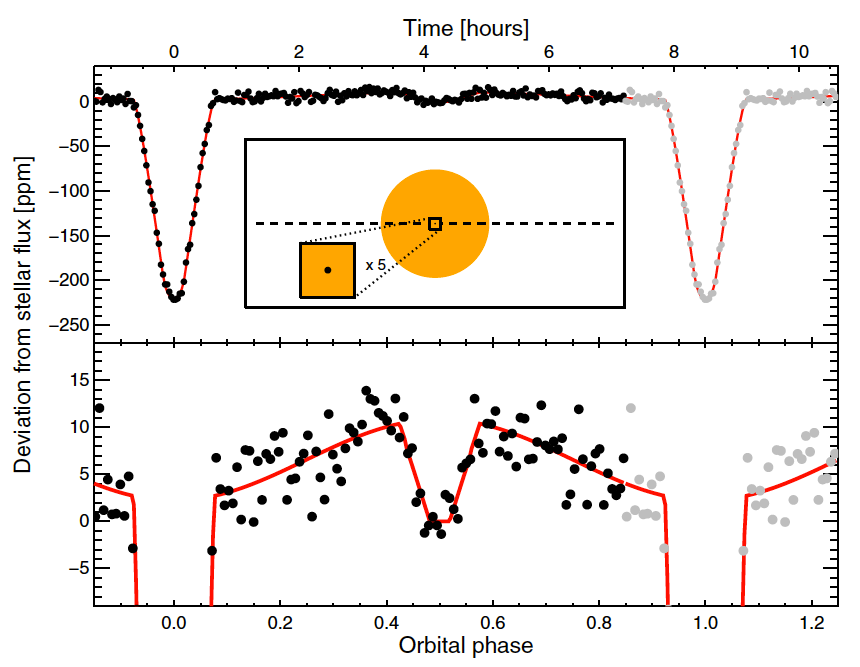 Time [hours]
0 2 4 6 8 10
0
−50
−100
−150
−200
−250
x 5
Deviation from stellar flux [ppm]
15
10
5
0
−5
0.0 0.2 0.4 0.6 0.8 1.0 1.2
Orbital phase